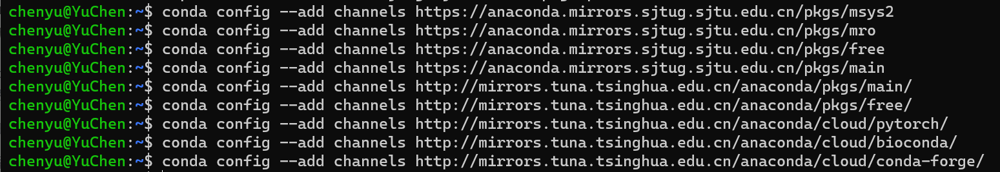 chenyu@YuChen:~$ conda config --add channels https://anaconda.mirrors.sjtug.sjtu.edu.cn/pkgs/msys2
chenyu@YuChen:~$ conda config --add channels https://anaconda.mirrors.sjtug.sjtu.edu.cn/pkgs/mro
chenyu@YuChen:~$ conda config --add channels https://anaconda.mirrors.sjtug.sjtu.edu.cn/pkgs/free
chenyu@YuChen:~$ conda config --add channels https://anaconda.mirrors.sjtug.sjtu.edu.cn/pkgs/main
chenyu@YuChen:~$ conda config --add channels http://mirrors.tuna.tsinghua.edu.cn/anaconda/pkgs/main/
chenyu@YuChen:~$ conda config --add channels http://mirrors.tuna.tsinghua.edu.cn/anaconda/pkgs/free/
chenyu@YuChen:~$ conda config --add channels http://mirrors.tuna.tsinghua.edu.cn/anaconda/cloud/pytorch/
chenyu@YuChen:~$ conda config --add channels http://mirrors.tuna.tsinghua.edu.cn/anaconda/cloud/bioconda/
chenyu@YuChen:~$ conda config --add channels http://mirrors.tuna.tsinghua.edu.cn/anaconda/cloud/conda-forge/